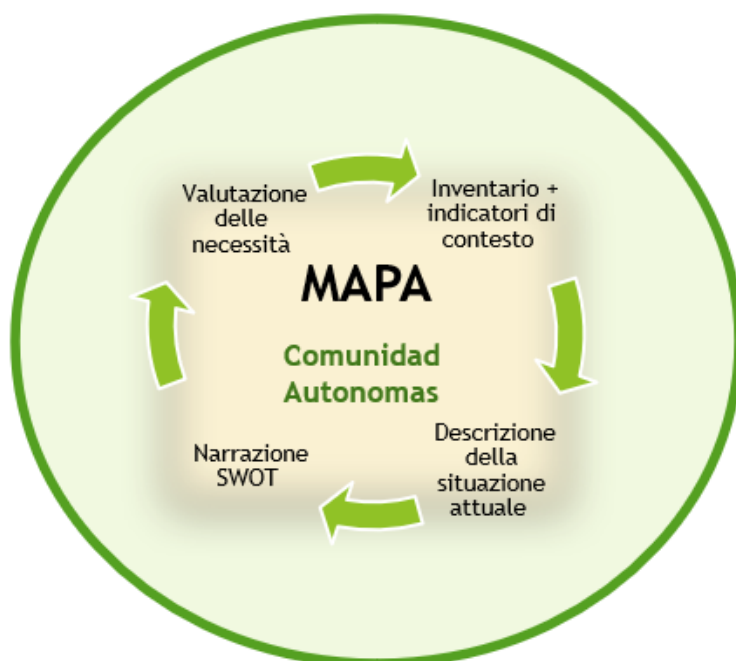 Valutazione
delle
necessità
Inventario +
indicatori di
contesto
MAPA
Comunidad
Autonomas
Descrizione
della
situazione
attuale
Narrazione
SWOT